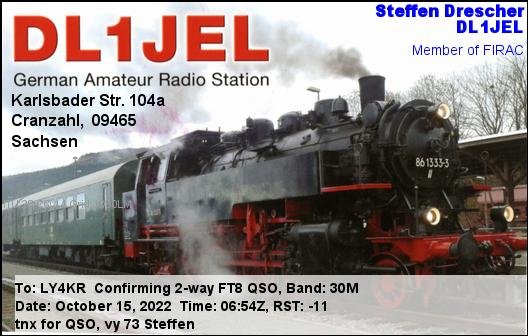 DL1JEL
German Amateur Radio Station
Karlsbader Str. 104a
Cranzahl, 09465
Sachsen
Steffen Drescher
DL1JEL
Member of FIRAC
86 1333-3
To: LY4KR Confirming 2-way FT8 QSO, Band: 30M
Date: October 15, 2022 Time: 06:54Z, RST: -11
tnx for QSO, vy 73 Steffen